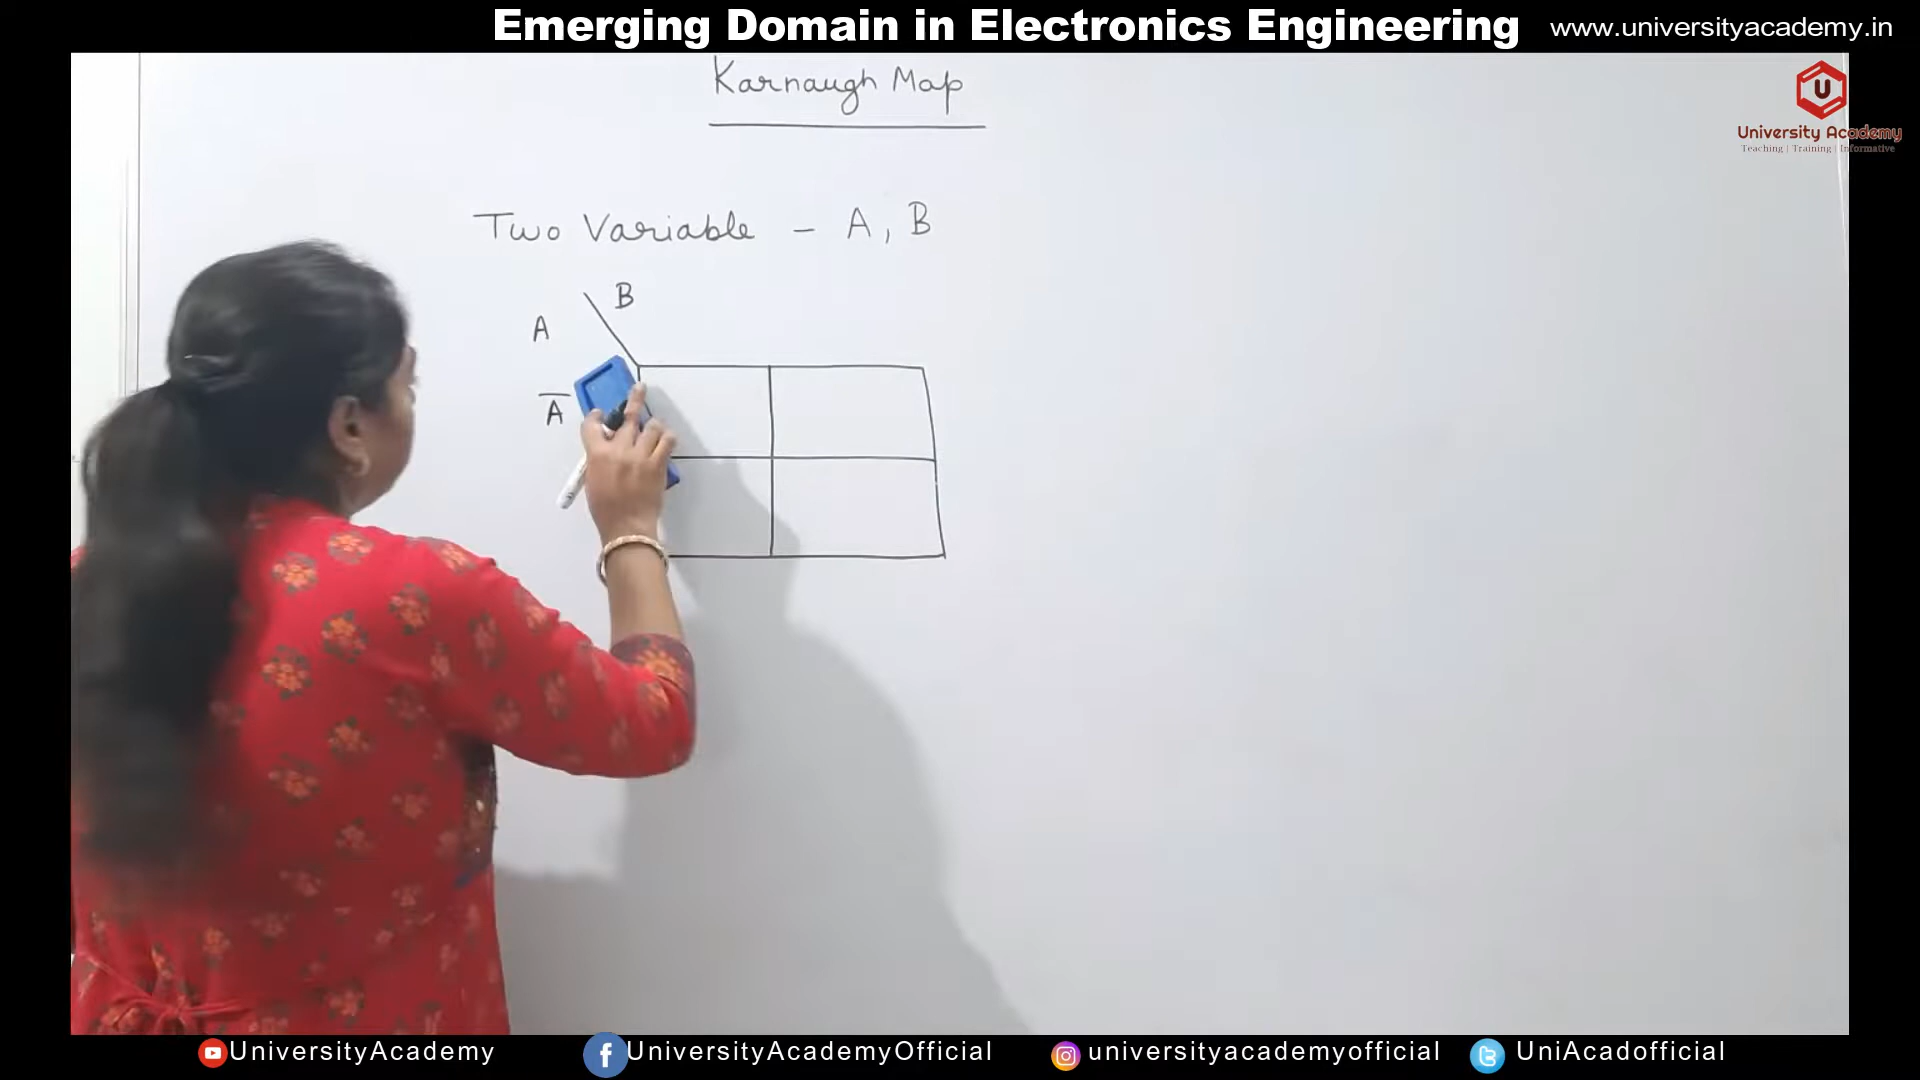 Emerging Domain in Electronics Engineering www.universityacademy.in
Karnaugh Map
U
University Academy
Teaching | Training | Informative
Two Variable - A, B
B
A
A̅
UniversityAcademy UniversityAcademyOfficial universityacademyofficial UniAcadofficial